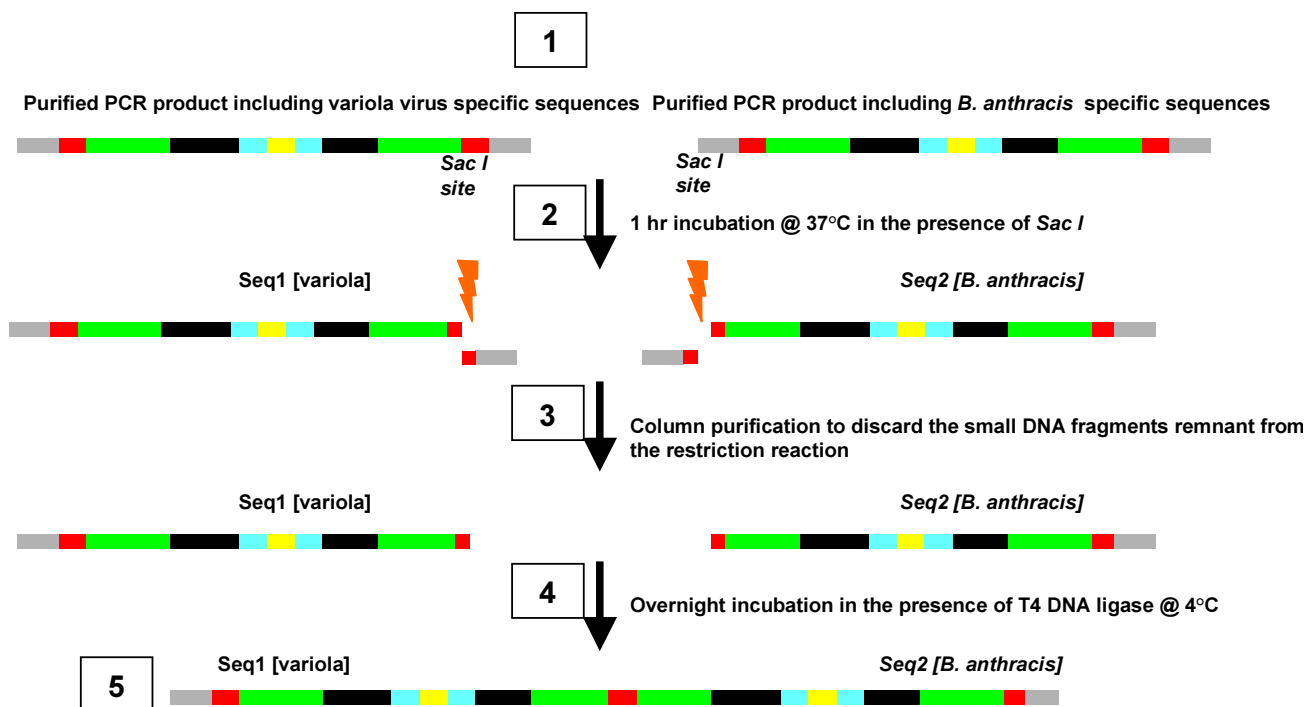 1
Purified PCR product including variola virus specific sequences
Purified PCR product including B. anthracis specific sequences
Sac I
site
Sac I
site
2
1 hr incubation @ 37°C in the presence of Sac I
Seq1 [variola]
Seq2 [B. anthracis]
3
Column purification to discard the small DNA fragments remnant from
the restriction reaction
Seq1 [variola]
Seq2 [B. anthracis]
4
Overnight incubation in the presence of T4 DNA ligase @ 4°C
5
Seq1 [variola]
Seq2 [B. anthracis]